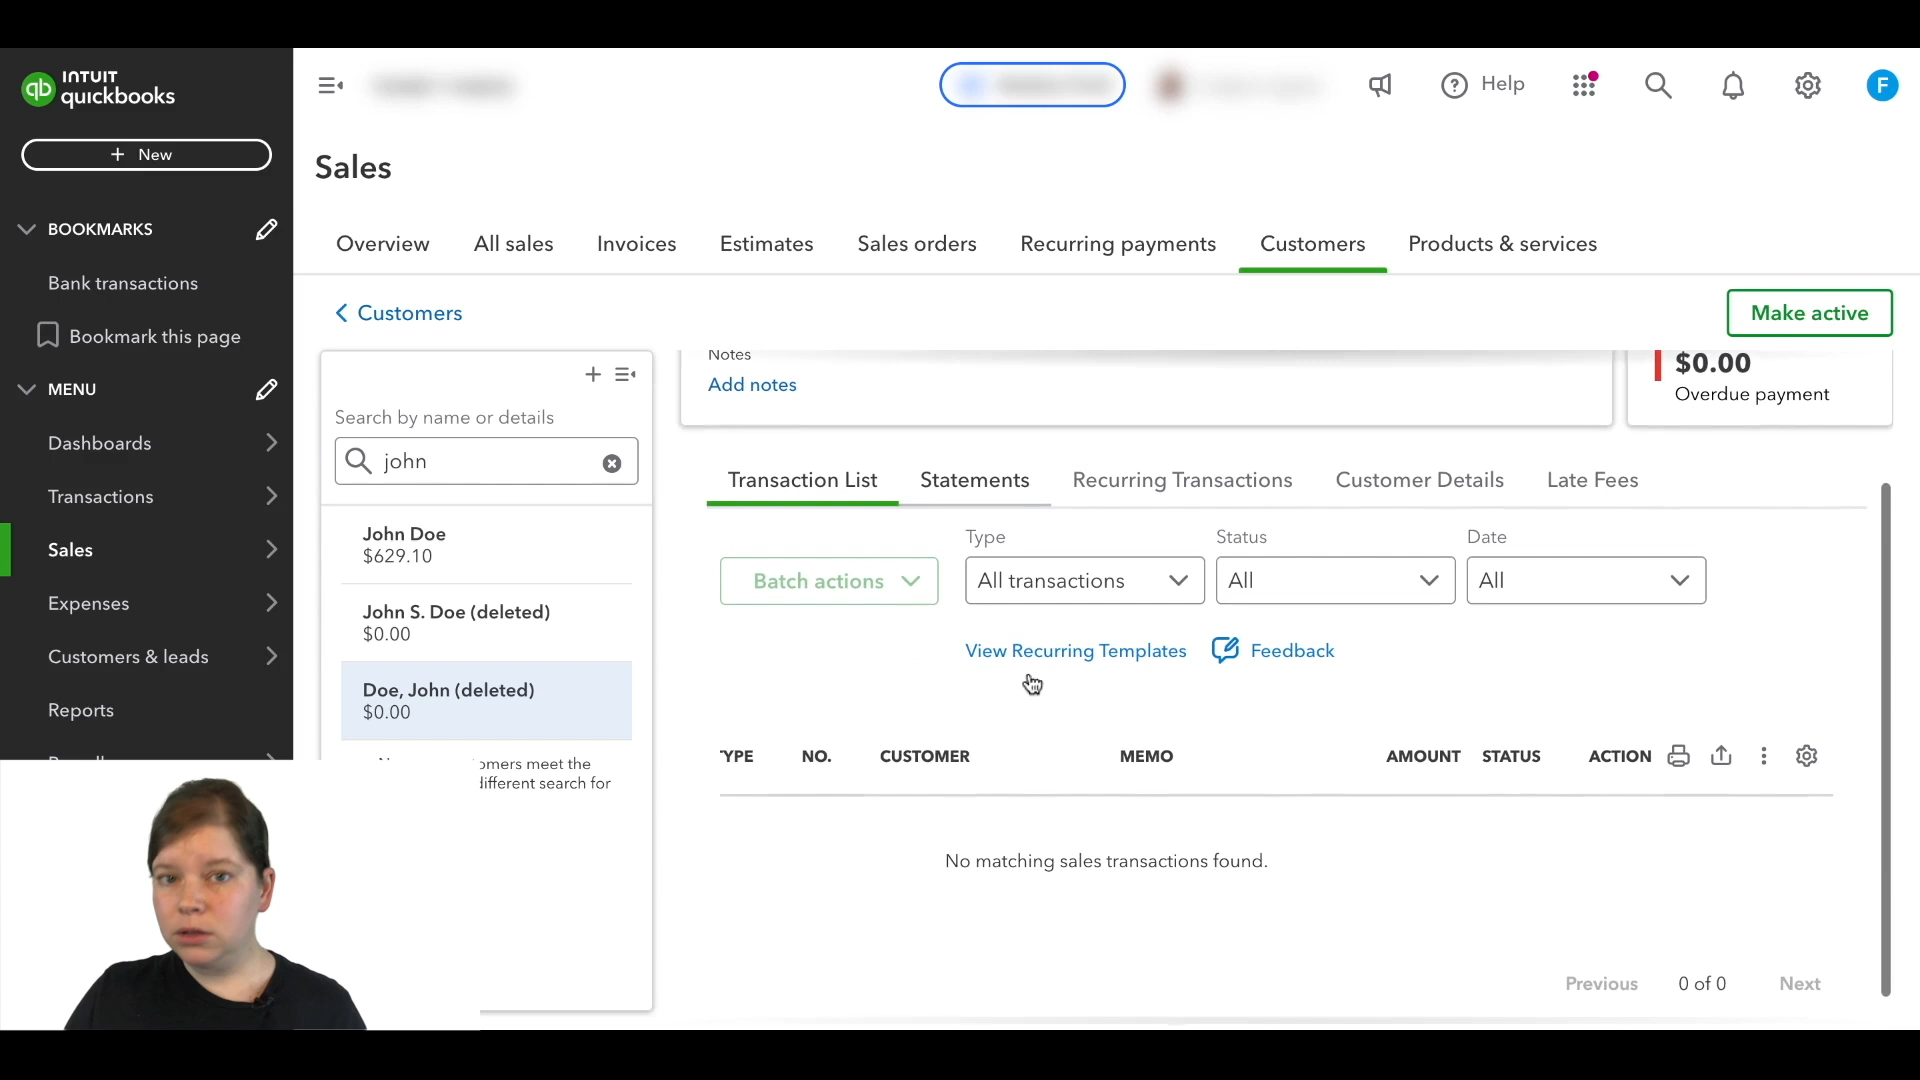 INTUIT
quickbooks
+ New
BOOKMARKS
Bank transactions
Bookmark this page
MENU
Dashboards
Transactions
Sales
Expenses
Customers & leads
Reports
Help
F
Sales
Overview
All sales
Invoices
Estimates
Sales orders
Recurring payments
Customers
Products & services
Customers
Make active
Search by name or details
john
John Doe
$629.10
John S. Doe (deleted)
$0.00
Doe, John (deleted)
$0.00
omers meet the
different search for
Notes
Add notes
$0.00
Overdue payment
Transaction List
Statements
Recurring Transactions
Customer Details
Late Fees
Type
Status
Date
Batch actions
All transactions
All
All
View Recurring Templates
Feedback
YPE
NO.
CUSTOMER
MEMO
AMOUNT
STATUS
ACTION
No matching sales transactions found.
Previous
0 of 0
Next